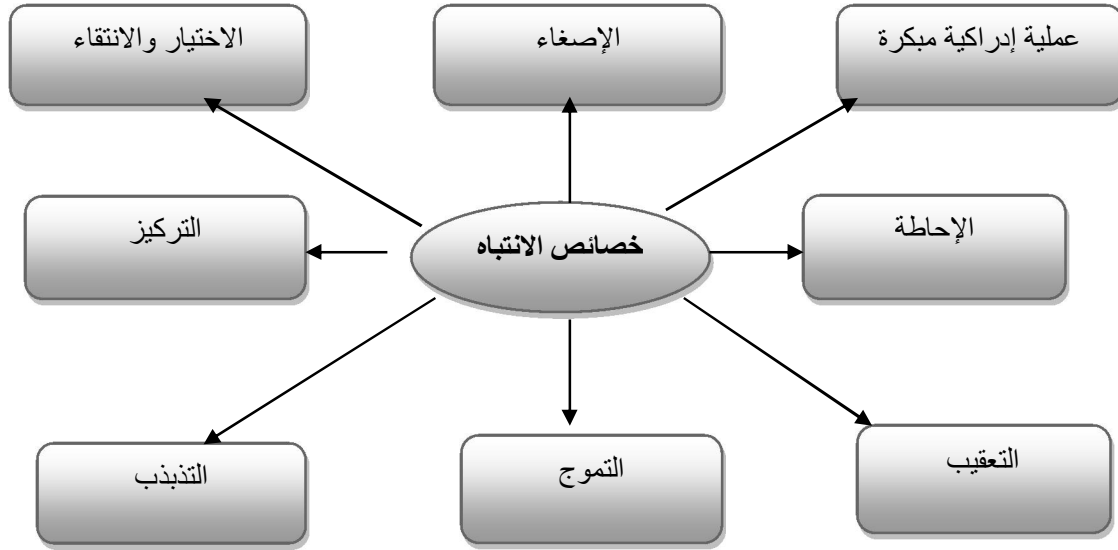 عملية إدراكية مبكرة
الإصغاء
الاختيار والانتقاء
الإحاطة
خصائص الانتباه
التركيز
التعقيب
التموج
التذبذب